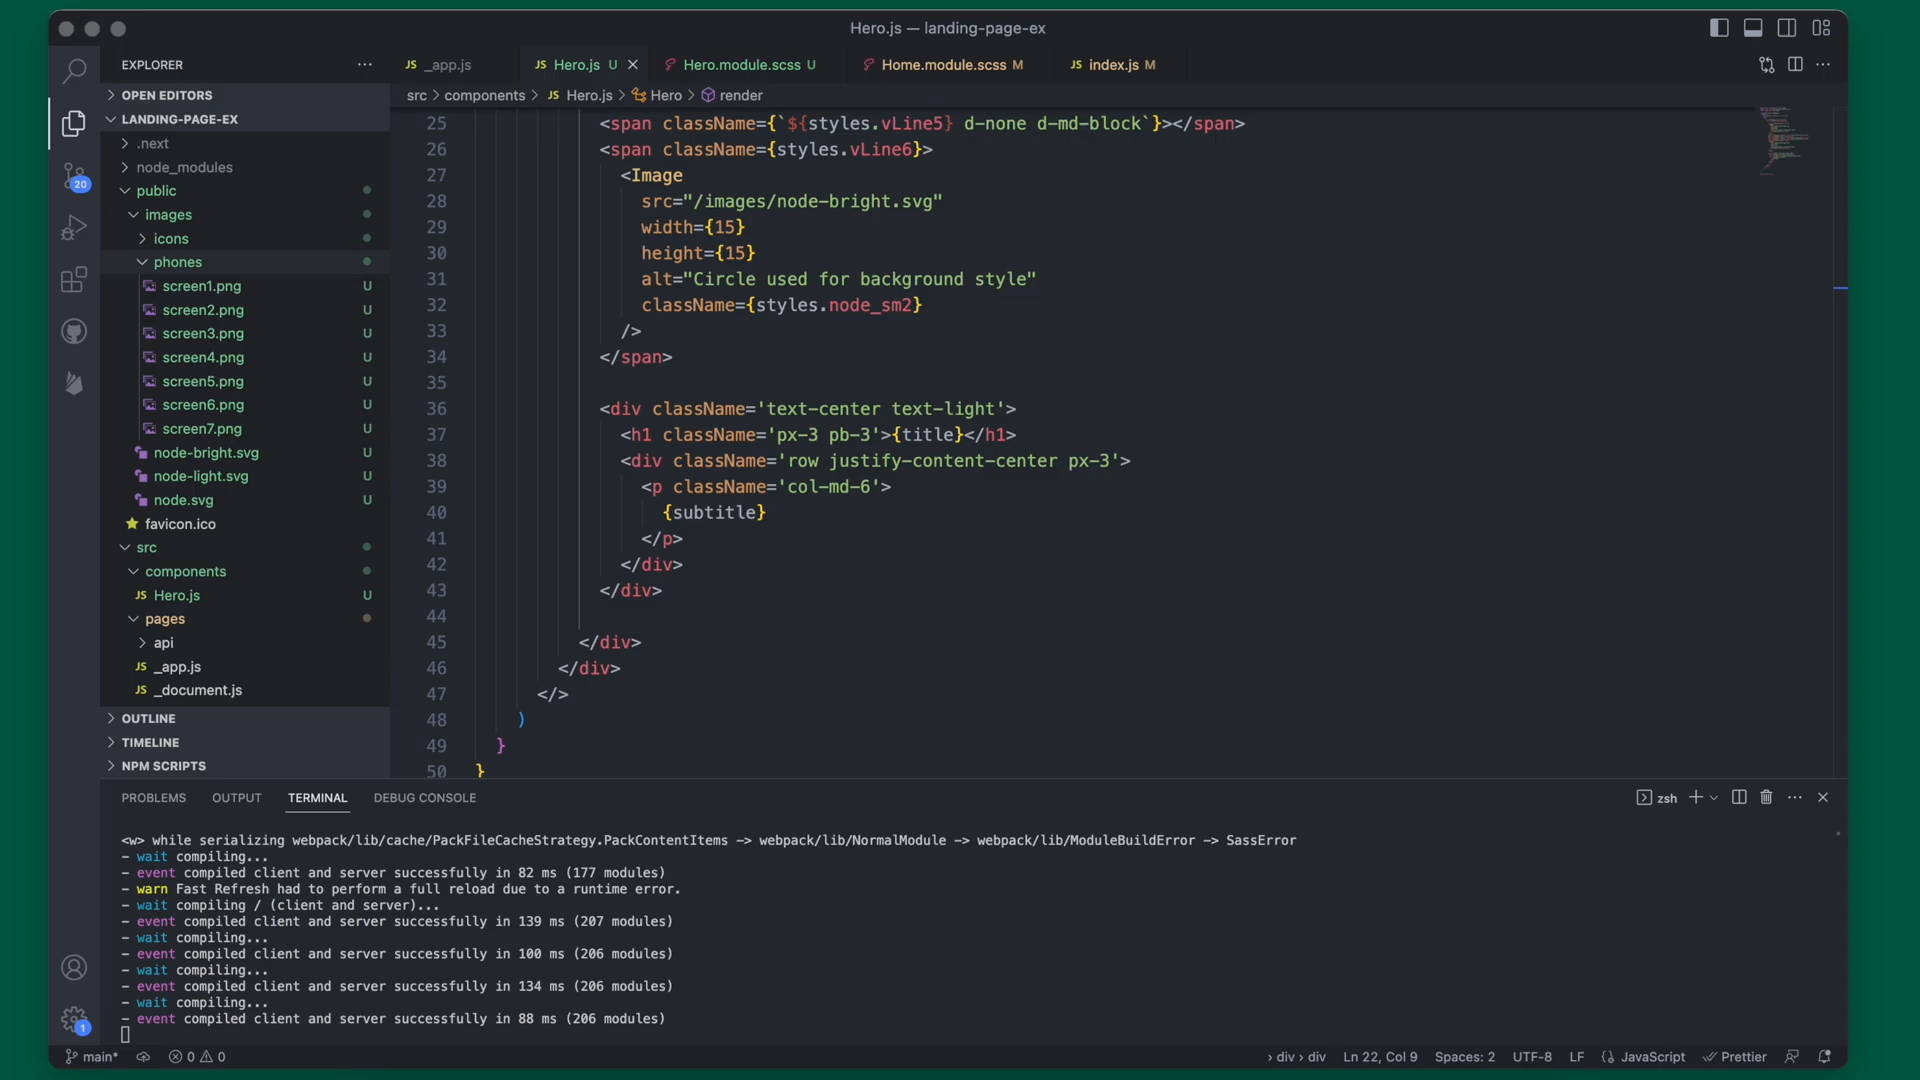 Hero.js — landing-page-ex
EXPLORER
OPEN EDITORS
LANDING-PAGE-EX
.next
node_modules
public
images
icons
phones
screen1.png U
screen2.png U
screen3.png U
screen4.png U
screen5.png U
screen6.png U
screen7.png U
node-bright.svg U
node-light.svg U
node.svg U
favicon.ico
src
components
JS Hero.js U
pages
api
JS _app.js
JS _document.js
OUTLINE
TIMELINE
NPM SCRIPTS
20
1
JS _app.js
JS Hero.js U
Hero.module.scss U
Home.module.scss M
JS index.js M
src > components > JS Hero.js > Hero > render
25 <span className={`${styles.vLine5} d-none d-md-block`}></span>
26 <span className={styles.vLine6}>
27 <Image
28 src="/images/node-bright.svg"
29 width={15}
30 height={15}
31 alt="Circle used for background style"
32 className={styles.node_sm2}
33 />
34 </span>
35
36 <div className='text-center text-light'>
37 <h1 className='px-3 pb-3'>{title}</h1>
38 <div className='row justify-content-center px-3'>
39 <p className='col-md-6'>
40 {subtitle}
41 </p>
42 </div>
43 </div>
44
45 </div>
46 </div>
47 </>
48 )
49 }
50 }
PROBLEMS OUTPUT TERMINAL DEBUG CONSOLE
zsh
<w> while serializing webpack/lib/cache/PackFileCacheStrategy.PackContentItems -> webpack/lib/NormalModule -> webpack/lib/ModuleBuildError -> SassError
- wait compiling...
- event compiled client and server successfully in 82 ms (177 modules)
- warn Fast Refresh had to perform a full reload due to a runtime error.
- wait compiling / (client and server)...
- event compiled client and server successfully in 139 ms (207 modules)
- wait compiling...
- event compiled client and server successfully in 100 ms (206 modules)
- wait compiling...
- event compiled client and server successfully in 134 ms (206 modules)
- wait compiling...
- event compiled client and server successfully in 88 ms (206 modules)
main* 0 0 › div › div Ln 22, Col 9 Spaces: 2 UTF-8 LF {} JavaScript Prettier